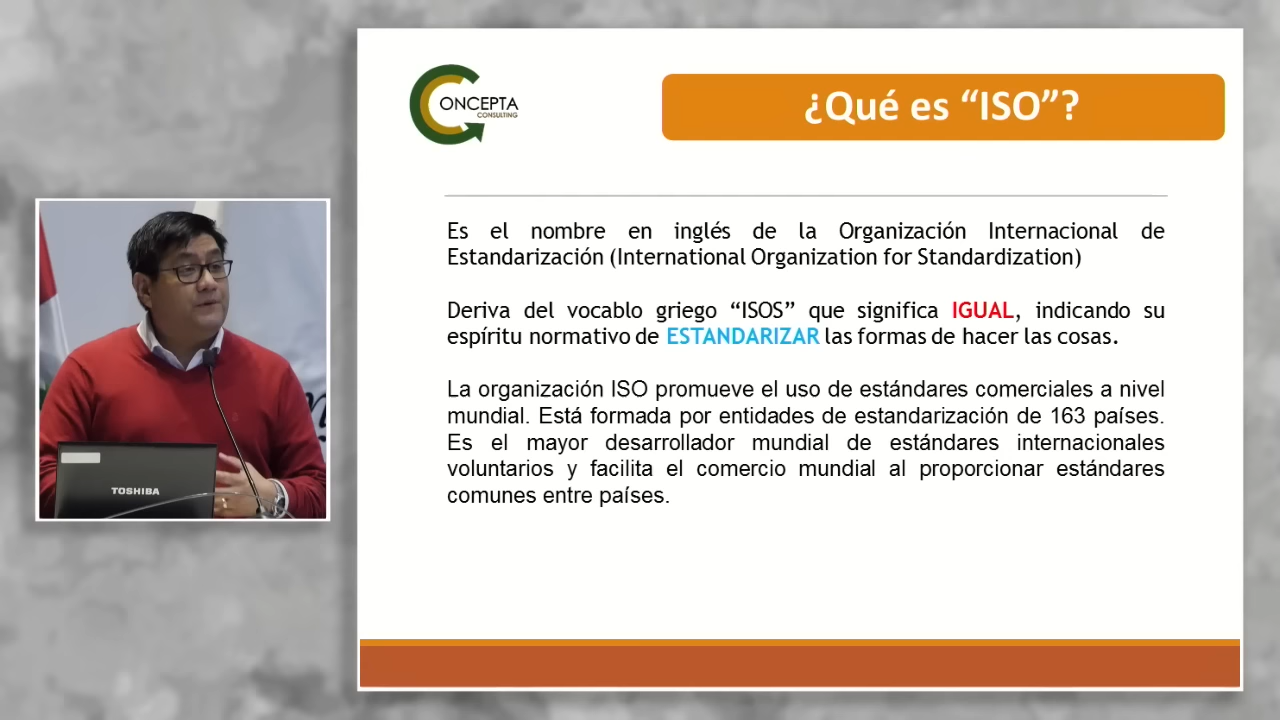 ONCEPTA
CONSULTING
¿Qué es “ISO”?
Es el nombre en inglés de la Organización Internacional de
Estandarización (International Organization for Standardization)
Deriva del vocablo griego “ISOS” que significa IGUAL, indicando su
espíritu normativo de ESTANDARIZAR las formas de hacer las cosas.
La organización ISO promueve el uso de estándares comerciales a nivel
mundial. Está formada por entidades de estandarización de 163 países.
Es el mayor desarrollador mundial de estándares internacionales
voluntarios y facilita el comercio mundial al proporcionar estándares
comunes entre países.
TOSHIBA